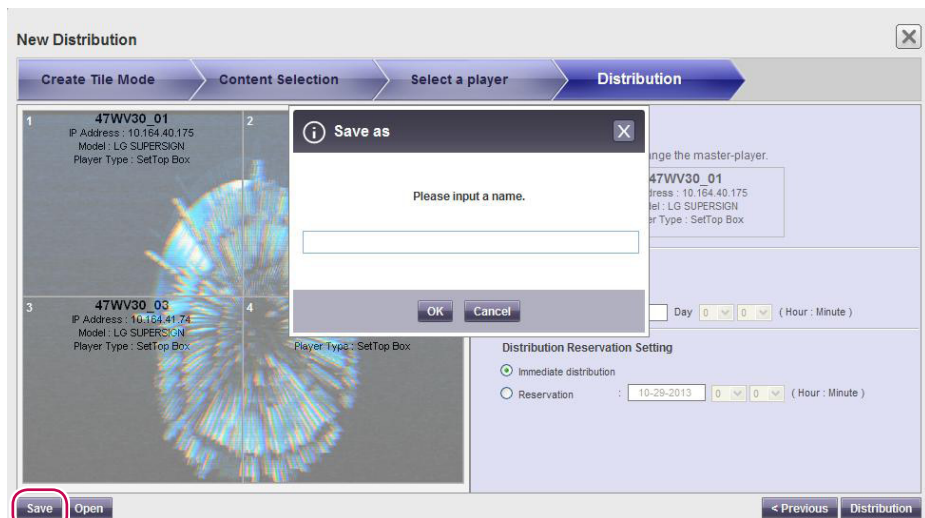 New Distribution
Create Tile Mode
Content Selection
Select a player
Distribution
1
47WV30_01
IP Address : 10.164.40.175
Model : LG SUPERSIGN
Player Type : SetTop Box
2
3
47WV30_03
IP Address : 10.164.41.74
Model : LG SUPERSIGN
Player Type : SetTop Box
4
Player Type : SetTop Box
Save as
X
Please input a name.
OK
Cancel
the master-player.
47WV30_01
: 10.164.40.175
: LG SUPERSIGN
Type : SetTop Box
Day 0 0 ( Hour : Minute )
Distribution Reservation Setting
Immediate distribution
Reservation : 10-29-2013 0 0 ( Hour : Minute )
Save
Open
< Previous
Distribution